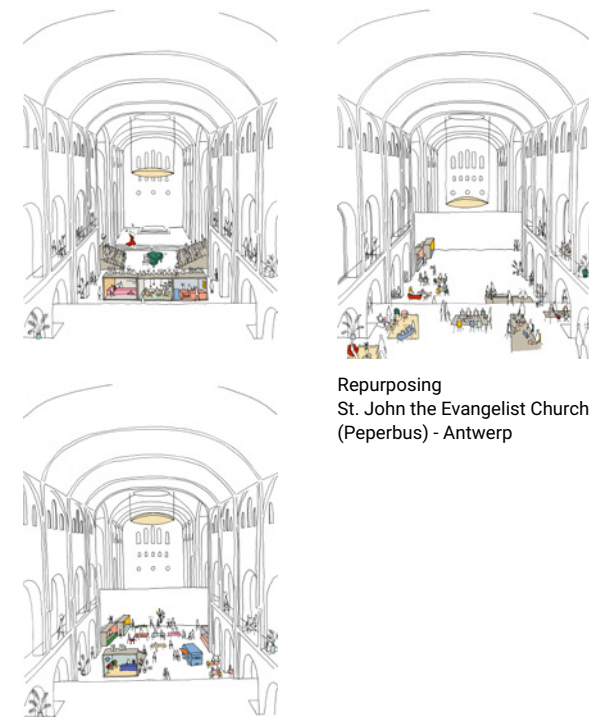 Repurposing
St. John the Evangelist Church
(Peperbus) - Antwerp